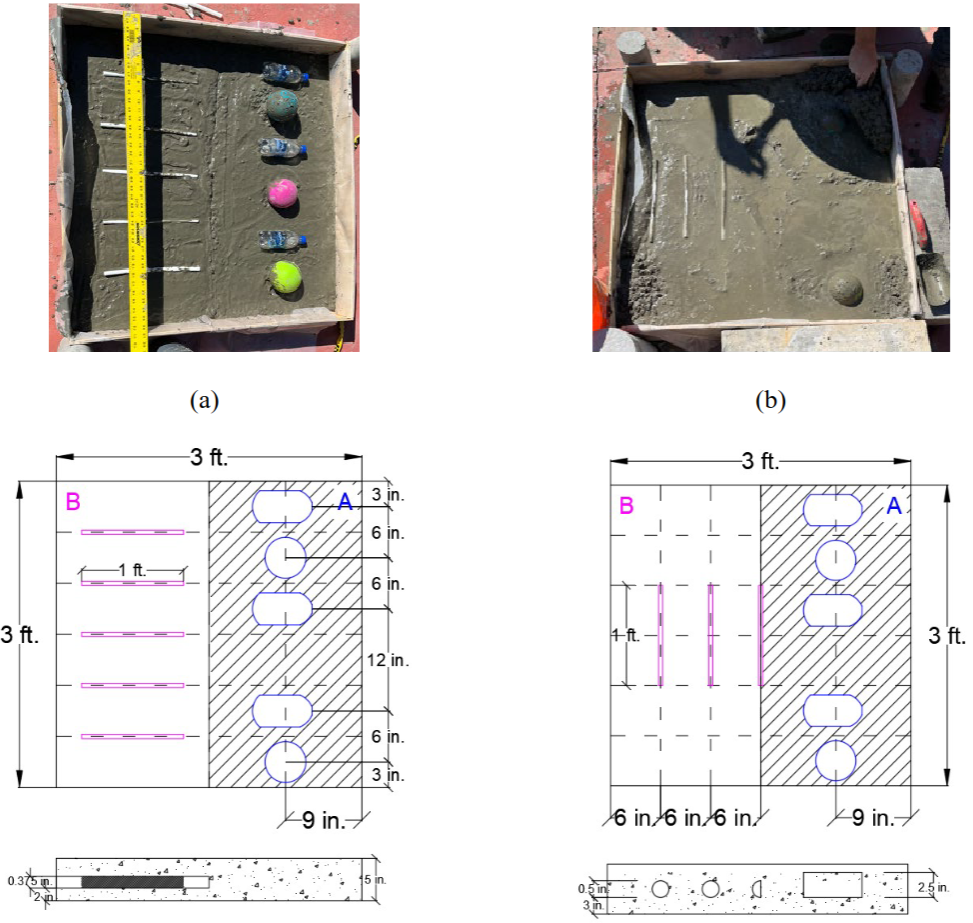 (a)
(b)
3 ft.
B
A
3 in.
6 in.
1 ft.
6 in.
3 ft.
12 in.
6 in.
3 in.
9 in.
0.375 in.
2 in.
5 in.
3 ft.
B
A
1 ft.
3 ft.
6 in. 6 in. 6 in.
9 in.
0.5 in.
3 in.
2.5 in.